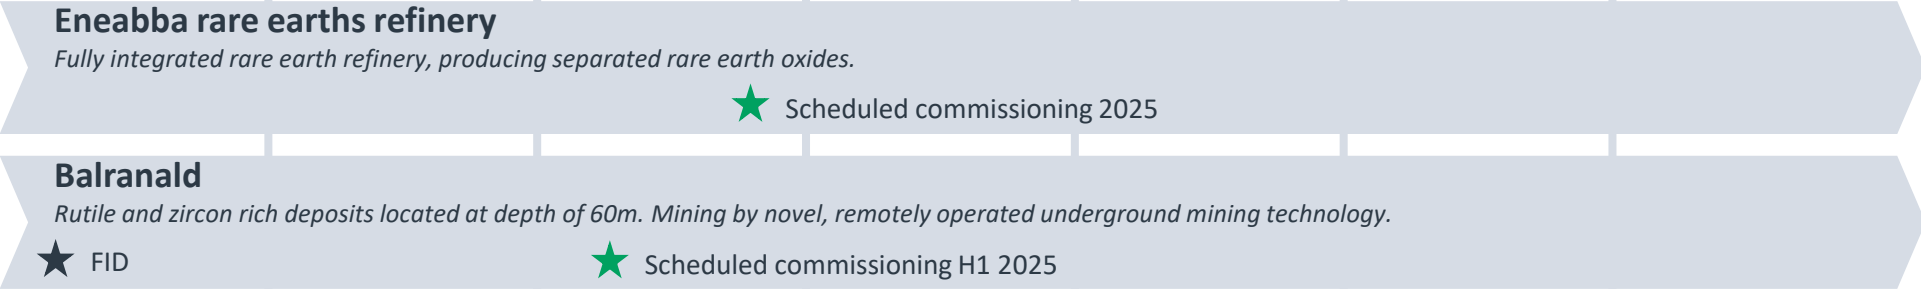 Eneabba rare earths refinery
Fully integrated rare earth refinery, producing separated rare earth oxides.
Scheduled commissioning 2025
Balranald
Rutile and zircon rich deposits located at depth of 60m. Mining by novel, remotely operated underground mining technology.
FID
Scheduled commissioning H1 2025